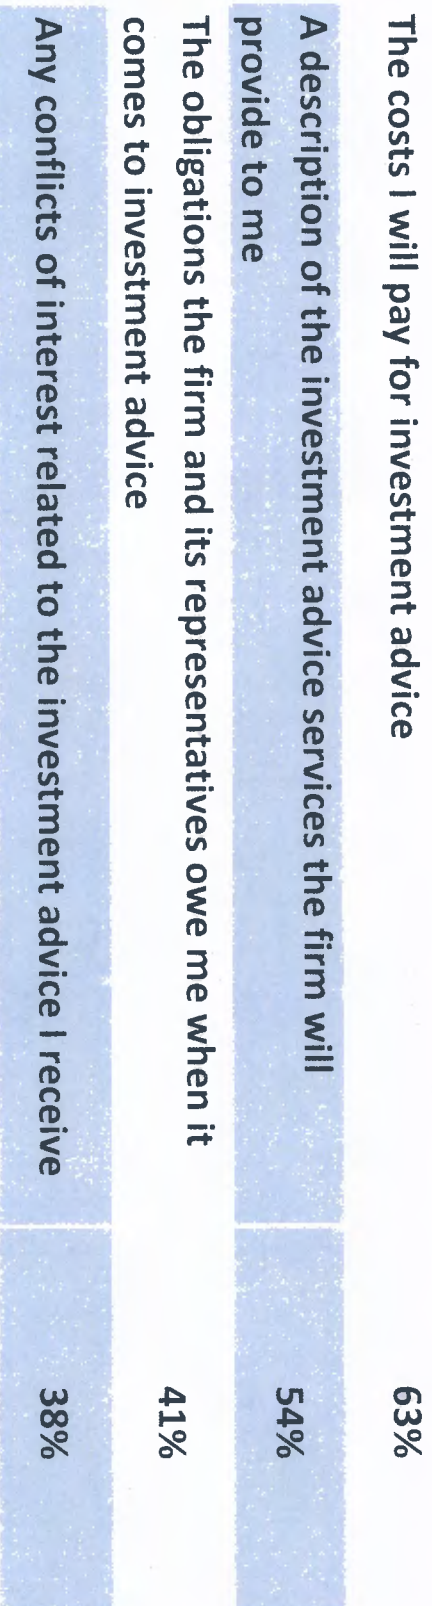 The costs I will pay for investment advice 63%
A description of the investment advice services the firm will
provide to me 54%
The obligations the firm and its representatives owe me when it
comes to investment advice 41%
Any conflicts of interest related to the investment advice I receive 38%